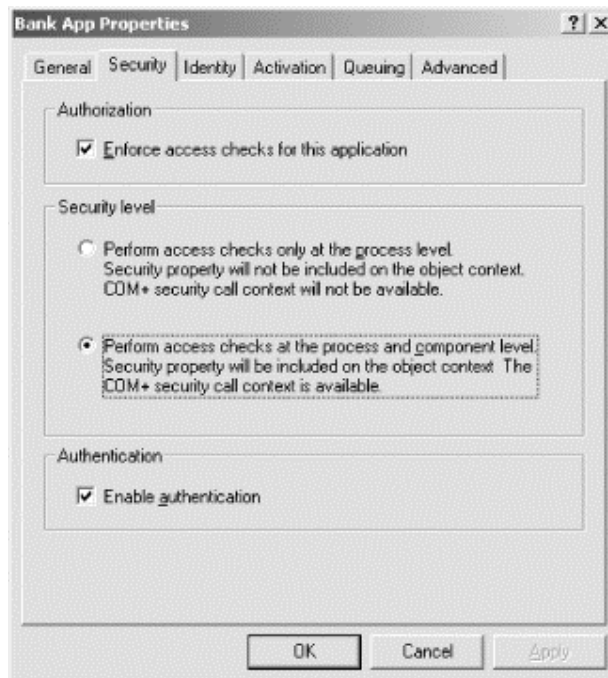 Bank App Properties
? X
General Security Identity Activation Queuing Advanced
Authorization
Enforce access checks for this application
Security level
Perform access checks only at the process level.
Security property will not be included on the object context.
COM+ security call context will not be available.
Perform access checks at the process and component level.
Security property will be included on the object context The
COM+ security call context is available.
Authentication
Enable authentication
OK Cancel Apply